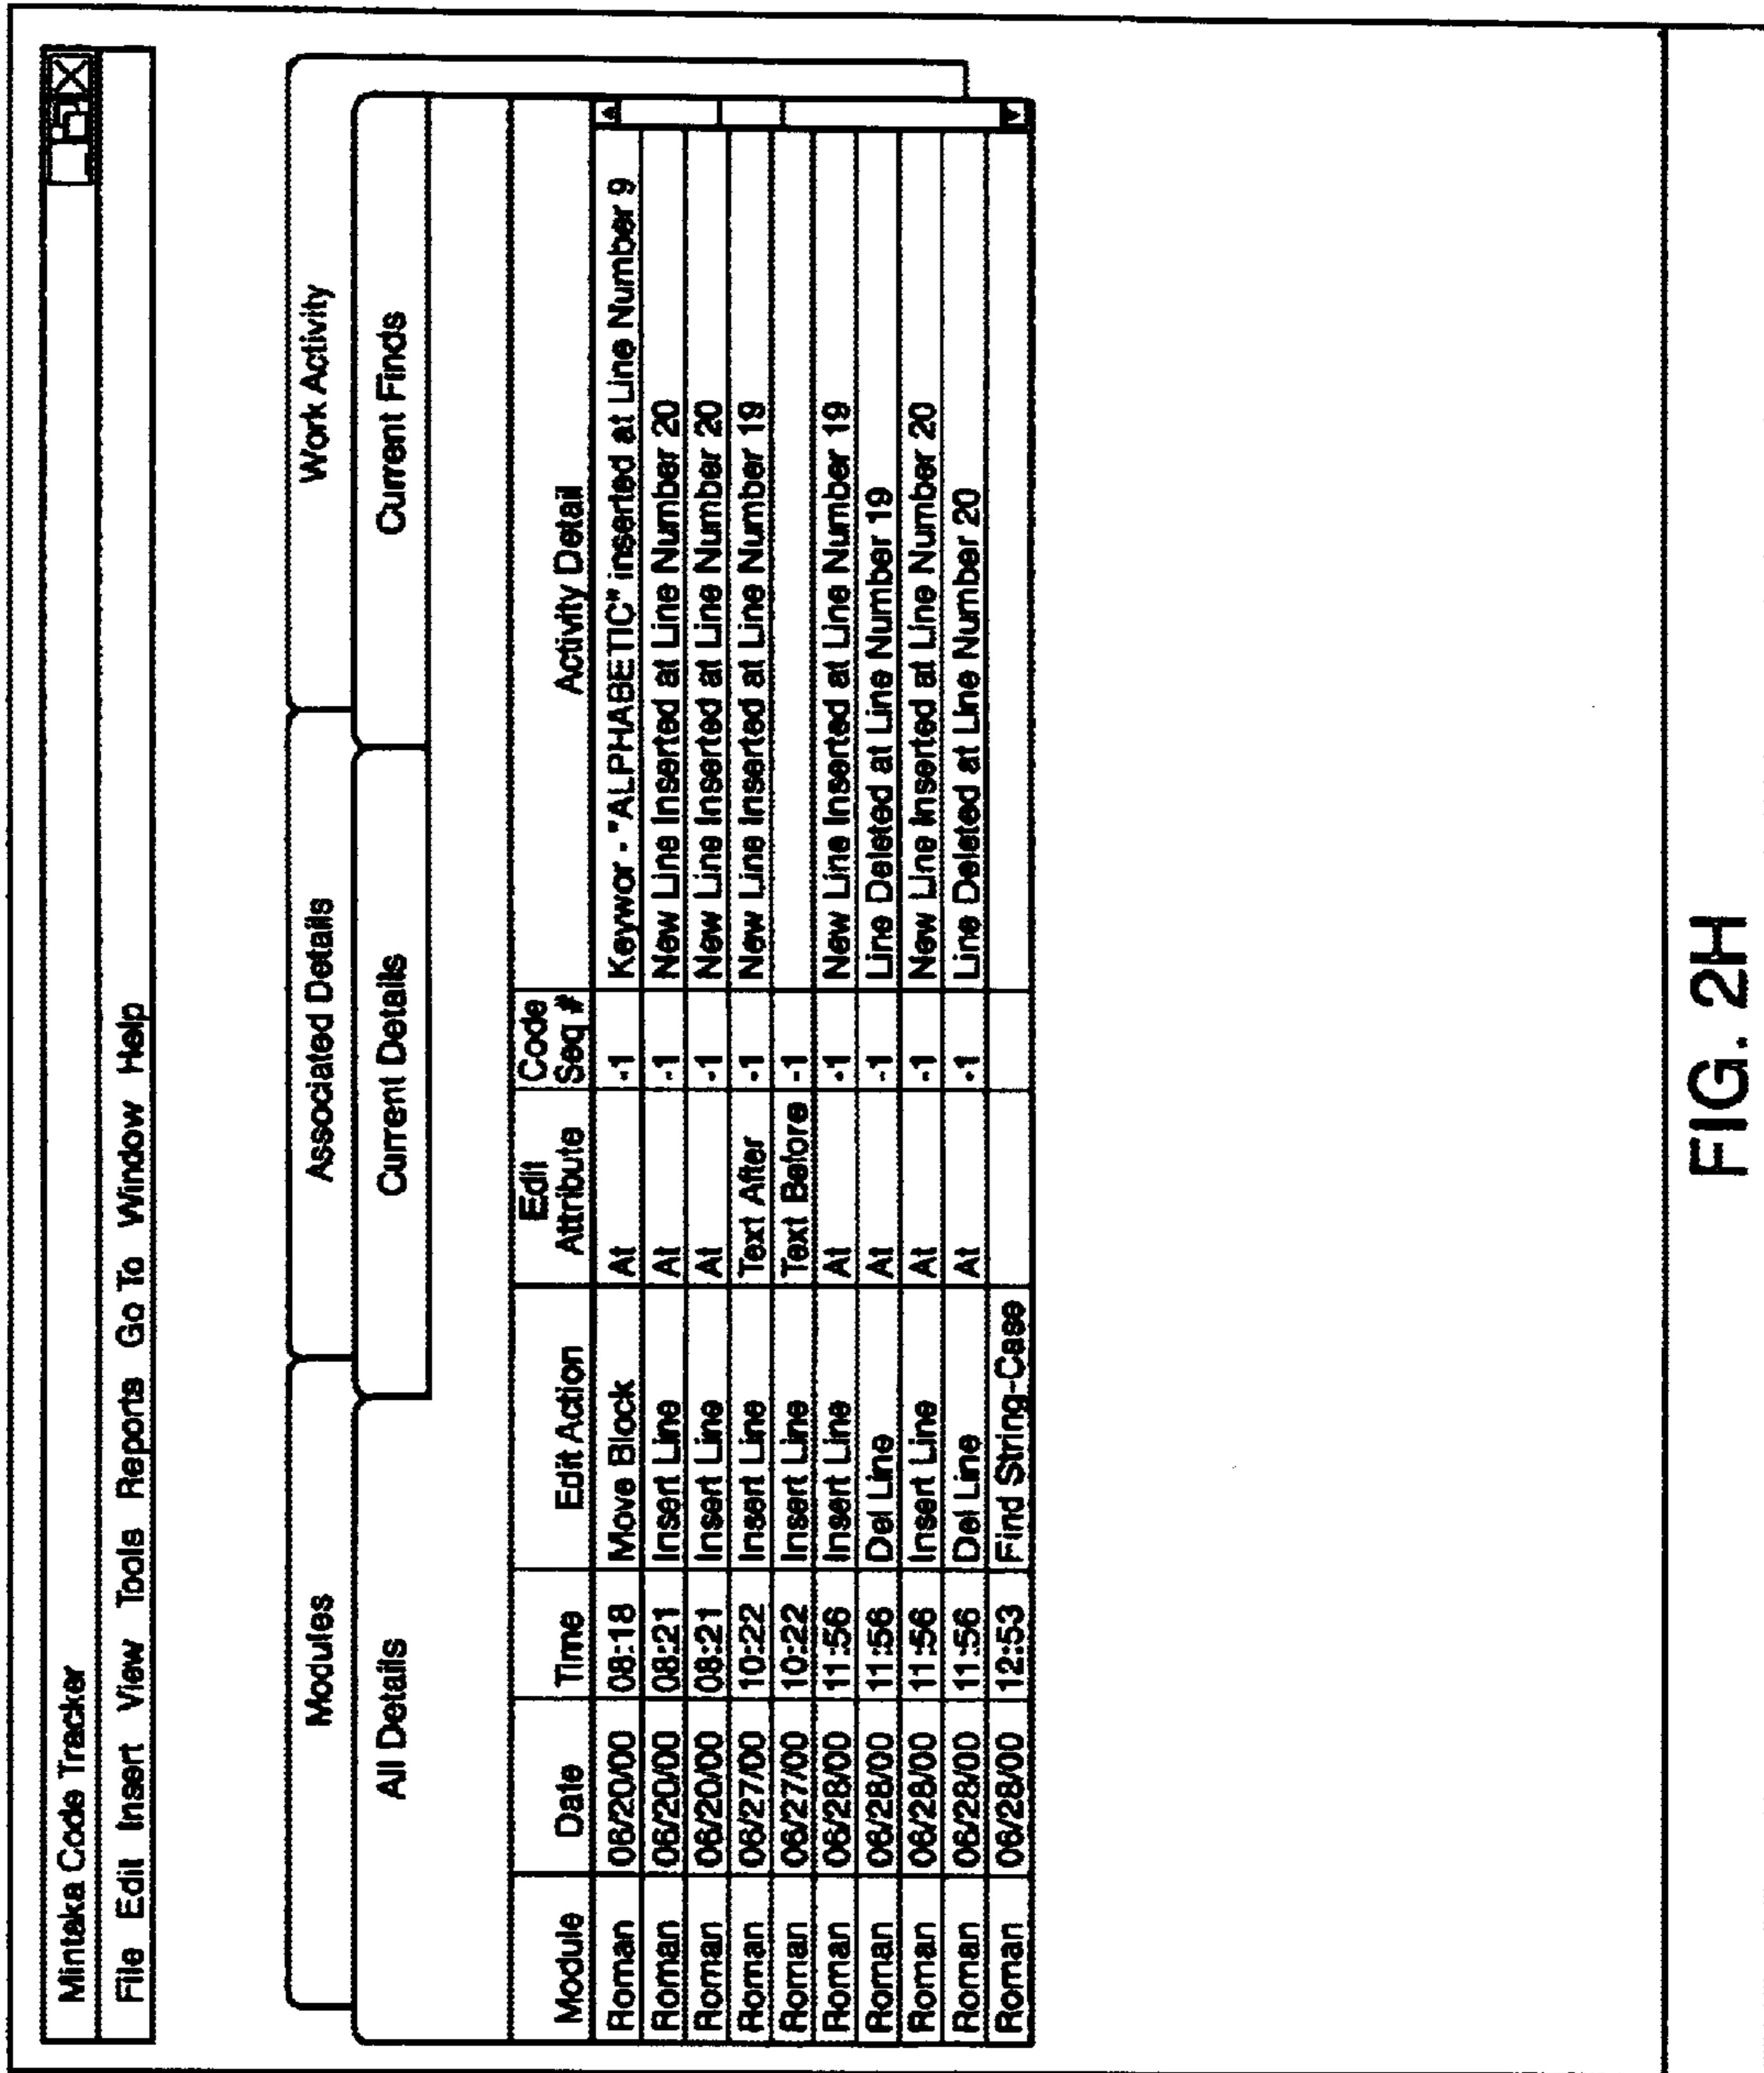 Mintaka Code Tracker
File Edit Insert View Tools Reports Go To Window Help
Modules Associated Details Work Activity
All Details Current Details Current Finds
Module Date Time Edit Action Edit Attribute Code Seq # Activity Detail
Roman 06/20/00 08:18 Move Block At -1 Keywor - "ALPHABETIC" inserted at Line Number 9
Roman 06/20/00 08:21 Insert Line At -1 New Line Inserted at Line Number 20
Roman 06/20/00 08:21 Insert Line At -1 New Line Inserted at Line Number 20
Roman 06/27/00 10:22 Insert Line Text After -1 New Line Inserted at Line Number 19
Roman 06/27/00 10:22 Insert Line Text Before -1
Roman 06/28/00 11:56 Insert Line At -1 New Line Inserted at Line Number 19
Roman 06/28/00 11:56 Del Line At -1 Line Deleted at Line Number 19
Roman 06/28/00 11:56 Insert Line At -1 New Line Inserted at Line Number 20
Roman 06/28/00 11:56 Del Line At -1 Line Deleted at Line Number 20
Roman 06/28/00 12:53 Find String-Case
FIG. 2H